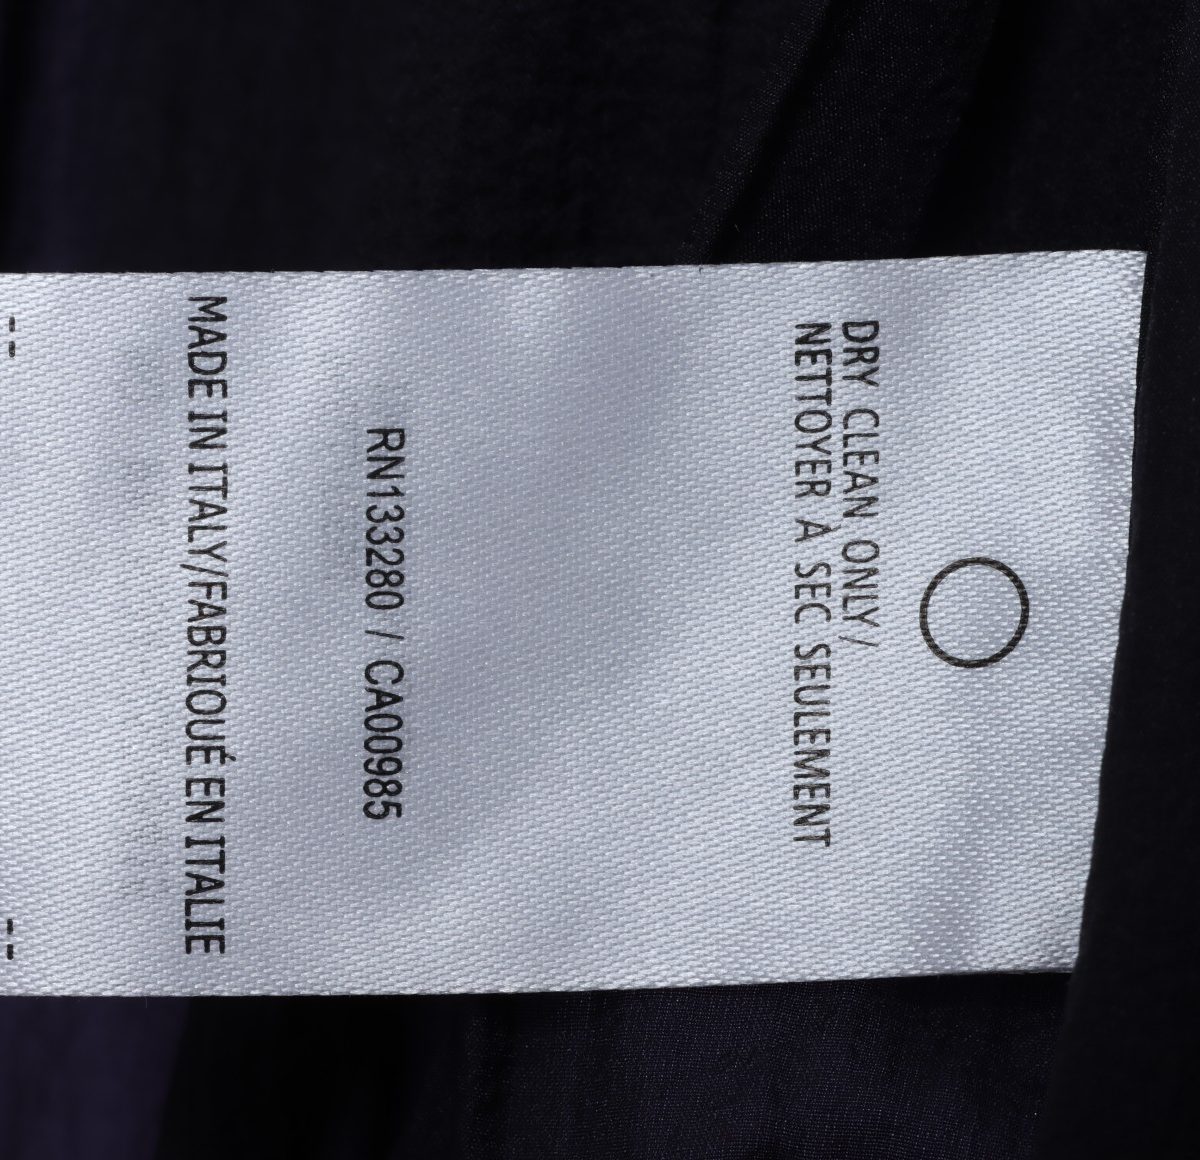 DRY CLEAN ONLY/
NETTOYER À SEC SEULEMENT
RN133280 / CA00985
MADE IN ITALY/FABRIQUÉ EN ITALIE